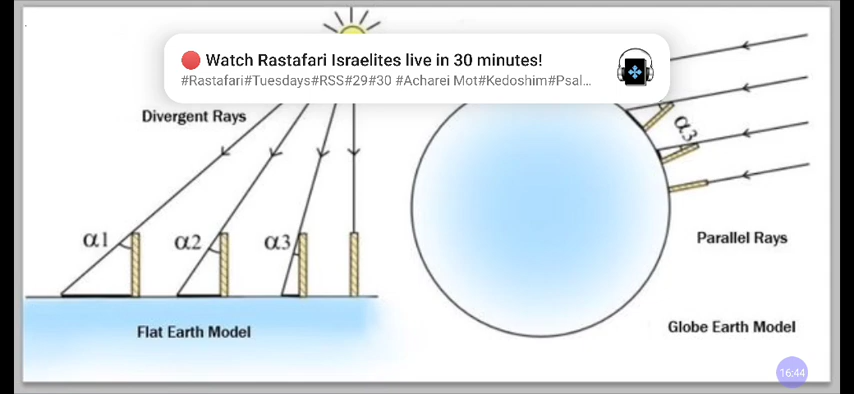 🔴 Watch Rastafari Israelites live in 30 minutes!
#Rastafari#Tuesdays#RSS#29#30 #Acharei Mot#Kedoshim#Psal...
Divergent Rays
α1
α2
α3
α3
Parallel Rays
Flat Earth Model
Globe Earth Model
16:44